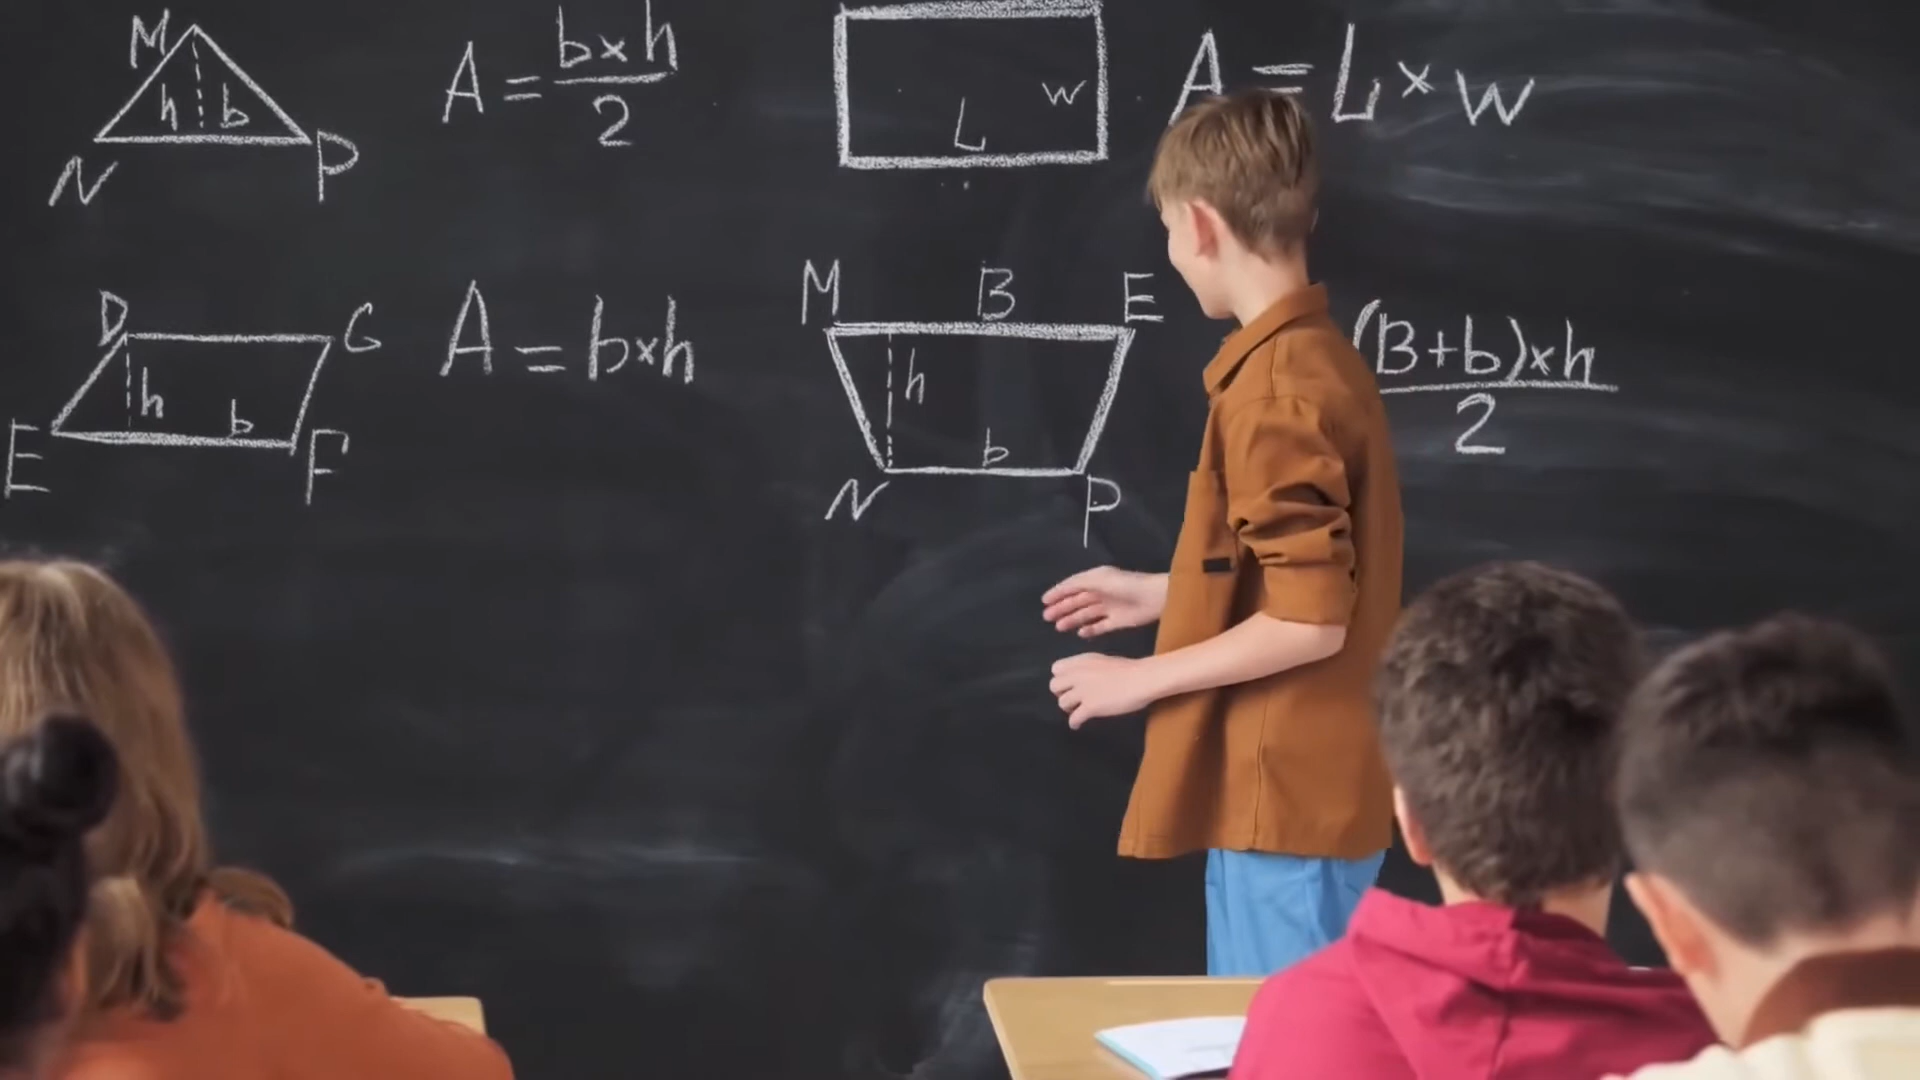 M
h b
N P
A = b×h / 2
L w
A = L×w
D G
h b
E F
A = b×h
M B E
h
b
N P
(B+b)×h / 2